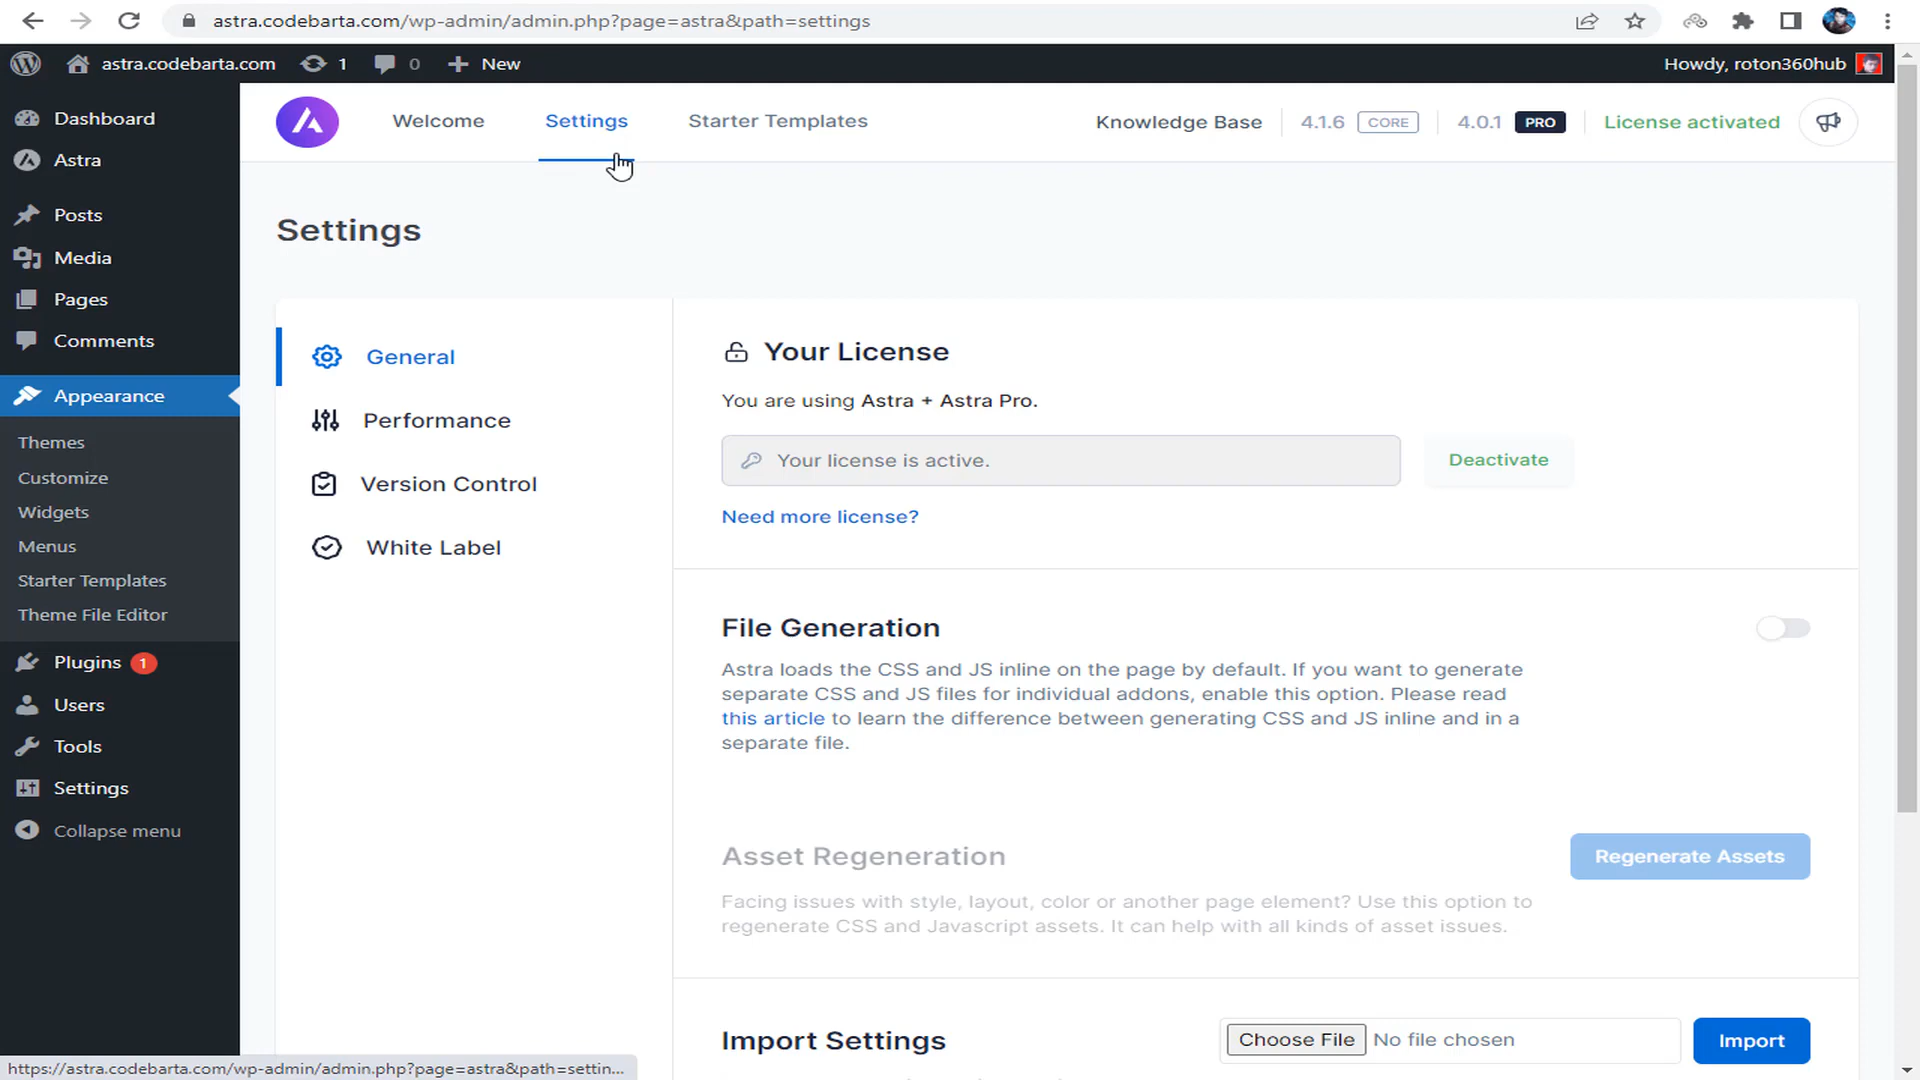 astra.codebarta.com/wp-admin/admin.php?page=astra&path=settings
astra.codebarta.com 1 0 New Howdy, roton360hub
Dashboard
Astra
Posts
Media
Pages
Comments
Appearance
Themes
Customize
Widgets
Menus
Starter Templates
Theme File Editor
Plugins 1
Users
Tools
Settings
Collapse menu
Welcome Settings Starter Templates Knowledge Base 4.1.6 CORE 4.0.1 PRO License activated
Settings
General
Performance
Version Control
White Label
Your License
You are using Astra + Astra Pro.
Your license is active. Deactivate
Need more license?
File Generation
Astra loads the CSS and JS inline on the page by default. If you want to generate
separate CSS and JS files for individual addons, enable this option. Please read
this article to learn the difference between generating CSS and JS inline and in a
separate file.
Asset Regeneration Regenerate Assets
Facing issues with style, layout, color or another page element? Use this option to
regenerate CSS and Javascript assets. It can help with all kinds of asset issues.
Import Settings Choose File No file chosen Import
https://astra.codebarta.com/wp-admin/admin.php?page=astra&path=settin...